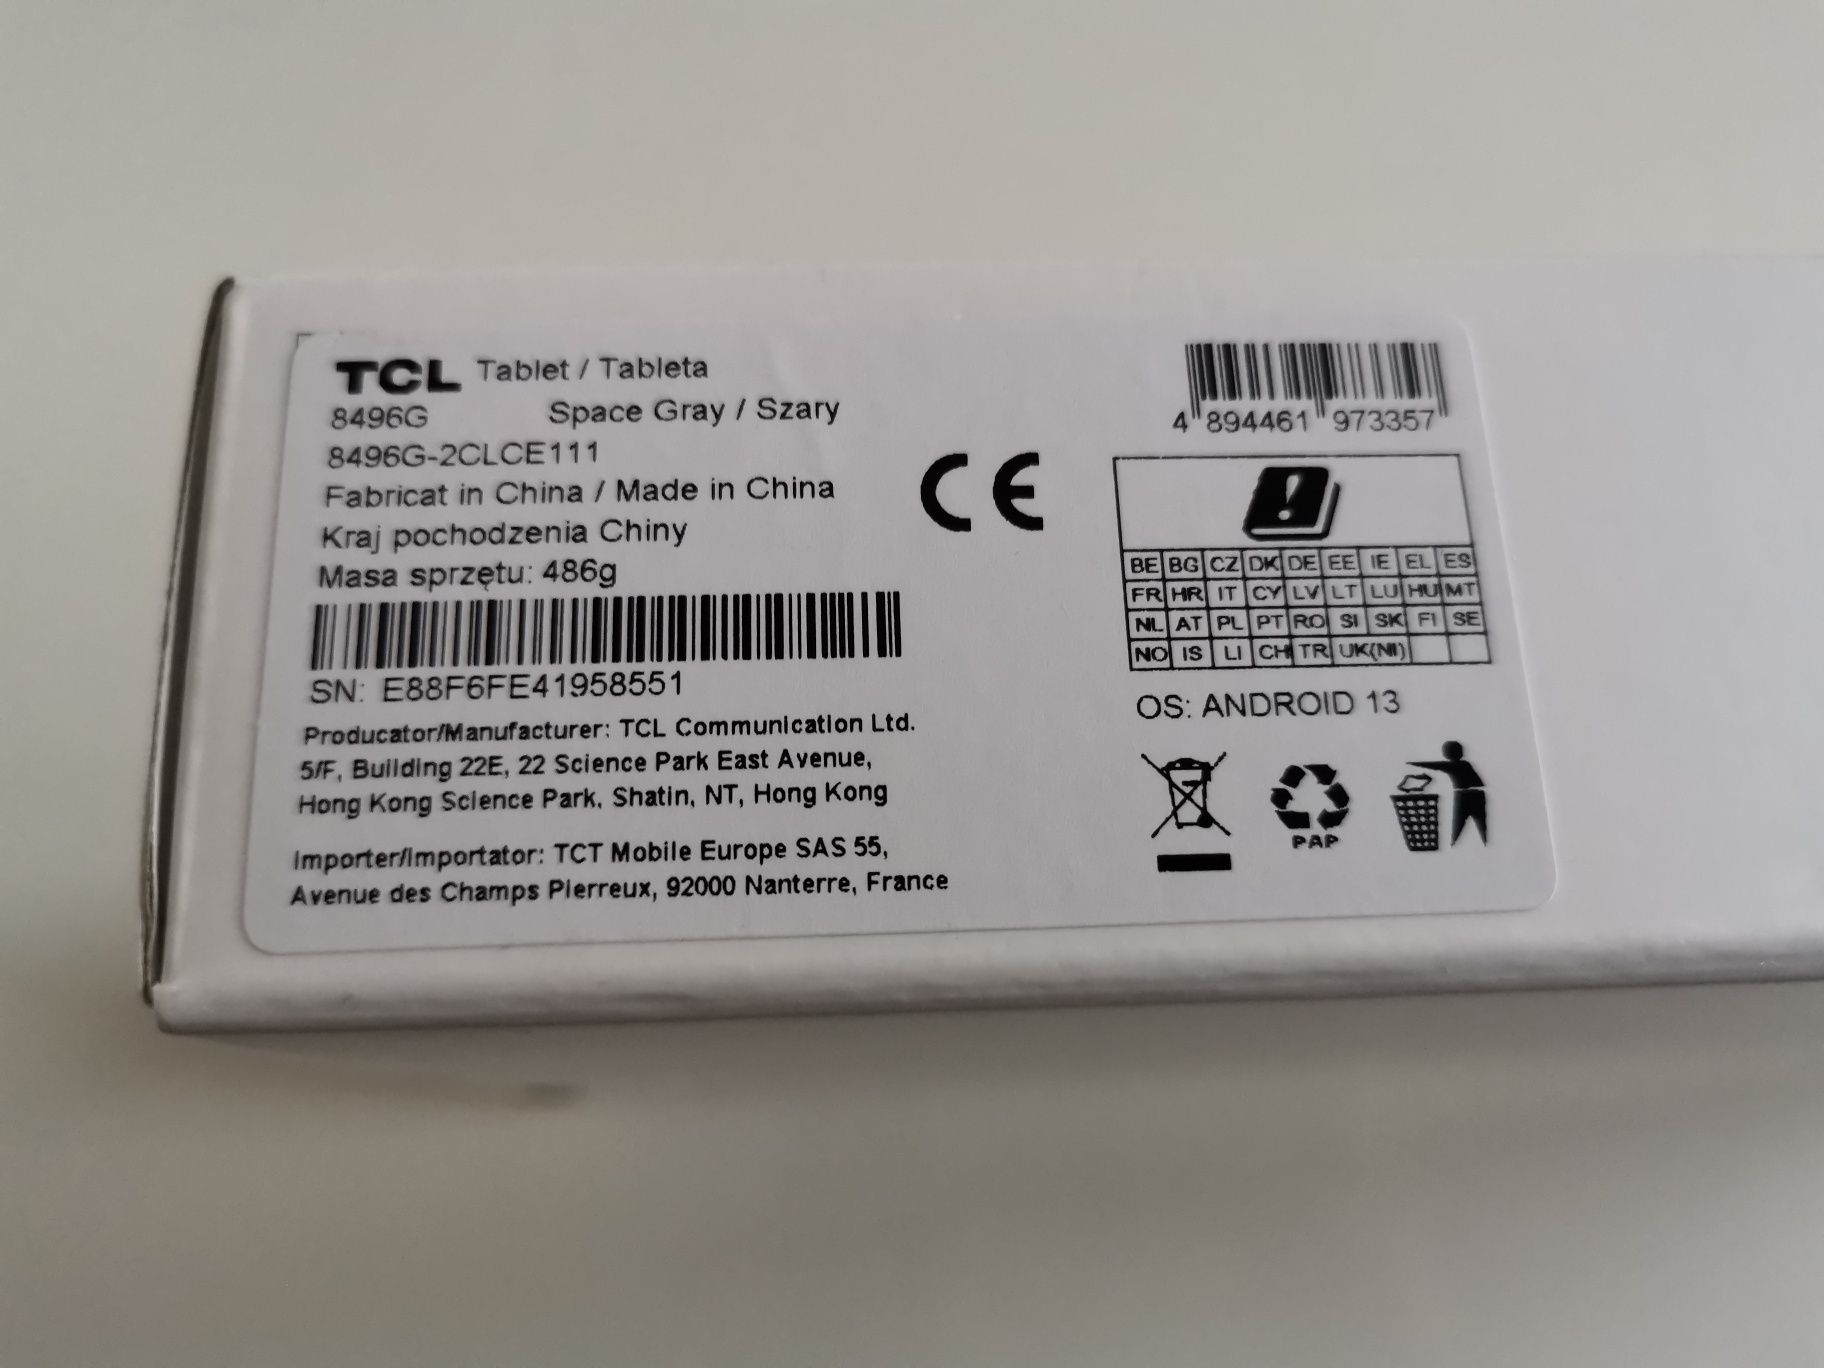 TCL Tablet / Tableta
8496G Space Gray / Szary
8496G-2CLCE111
Fabricat in China / Made in China
Kraj pochodzenia Chiny
Masa sprzętu: 486g
SN: E88F6FE41958551
Producator/Manufacturer: TCL Communication Ltd.
5/F, Building 22E, 22 Science Park East Avenue,
Hong Kong Science Park, Shatin, NT, Hong Kong
Importer/Importator: TCT Mobile Europe SAS 55,
Avenue des Champs Pierreux, 92000 Nanterre, France
4 894461 973357
CE
BE BG CZ DK DE EE IE EL ES
FR HR IT CY LV LT LU HU MT
NL AT PL PT RO SI SK FI SE
NO IS LI CH TR UK(NI)
OS: ANDROID 13
PAP